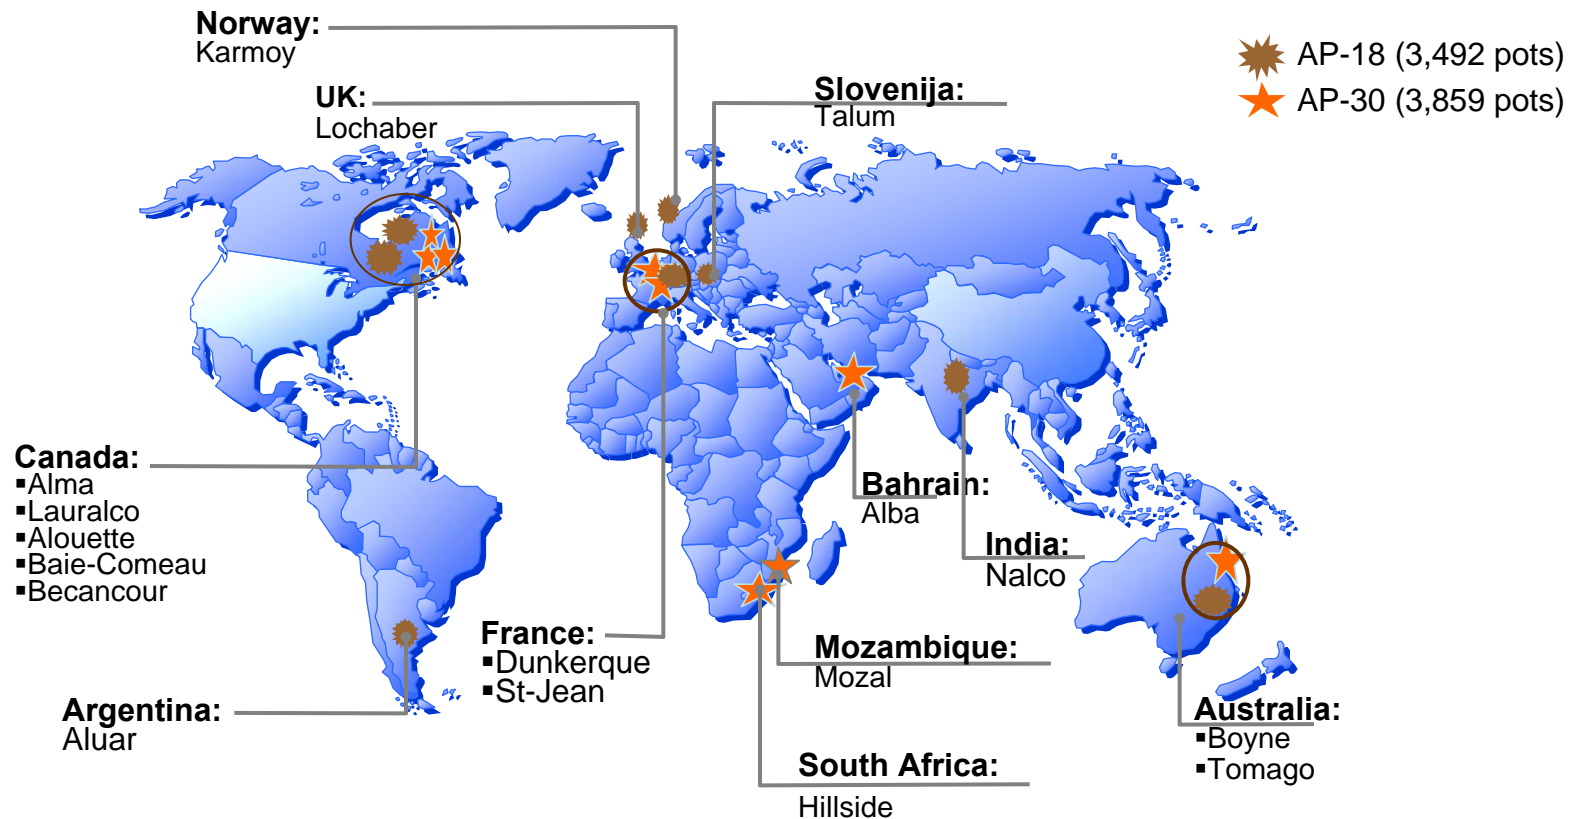 Norway:
Karmoy
AP-18 (3,492 pots)
AP-30 (3,859 pots)
UK:
Lochaber
Slovenija:
Talum
Canada:
▪Alma
▪Lauralco
▪Alouette
▪Baie-Comeau
▪Becancour
Bahrain:
Alba
India:
Nalco
France:
▪Dunkerque
▪St-Jean
Mozambique:
Mozal
Argentina:
Aluar
Australia:
▪Boyne
▪Tomago
South Africa:
Hillside